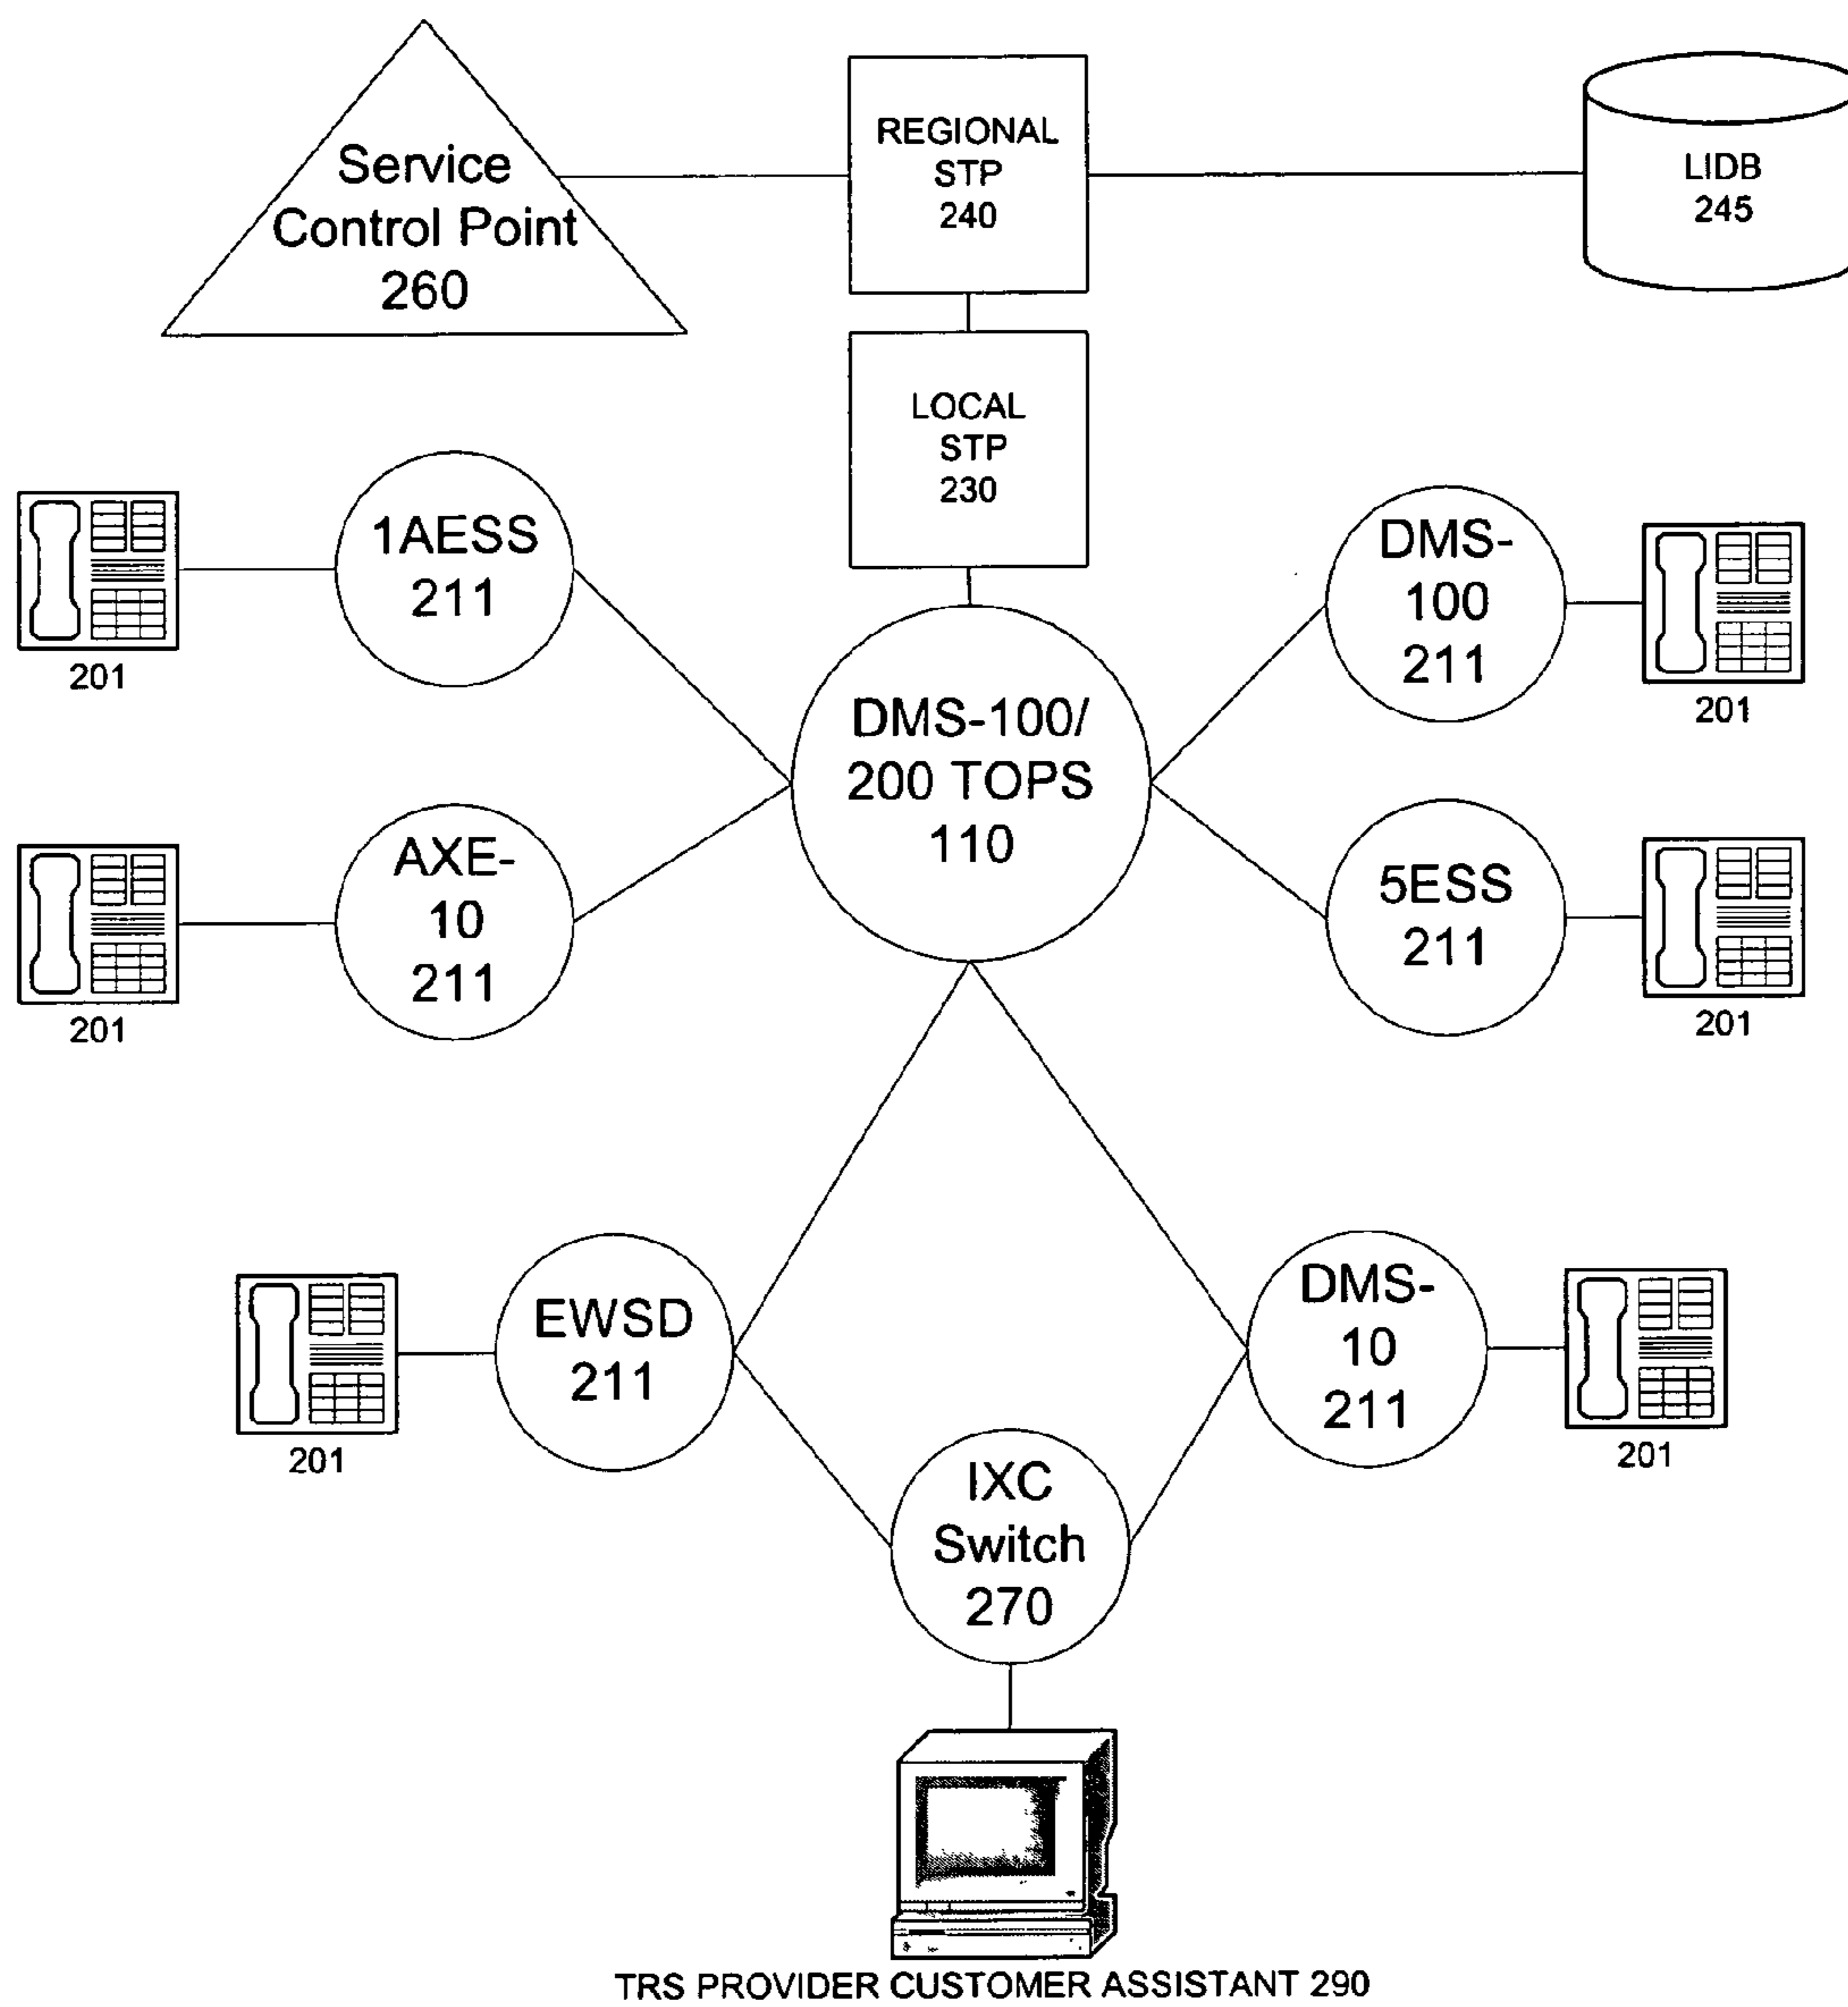 Service
Control Point
260
REGIONAL
STP
240
LIDB
245
LOCAL
STP
230
1AESS
211
201
DMS-
100
211
201
DMS-100/
200 TOPS
110
AXE-
10
211
201
5ESS
211
201
EWSD
211
201
DMS-
10
211
201
IXC
Switch
270
TRS PROVIDER CUSTOMER ASSISTANT 290